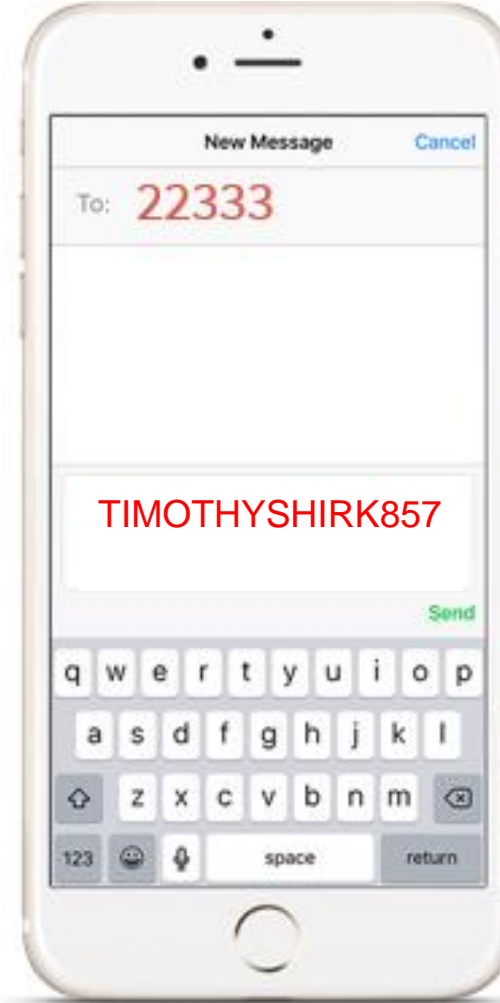 New Message Cancel
To: 22333
TIMOTHYSHIRK857
Send
q w e r t y u i o p
a s d f g h j k l
z x c v b n m
123 space return